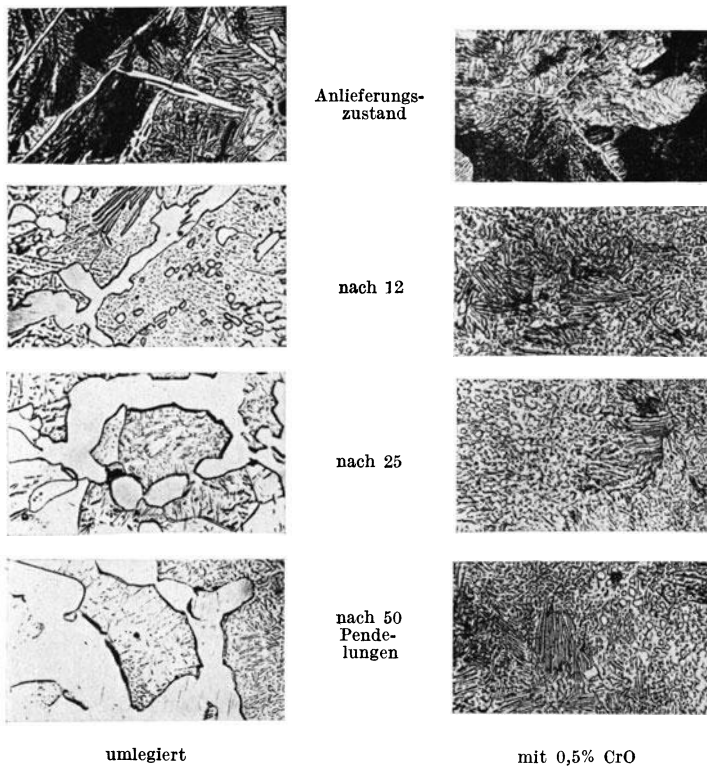 Anlieferungs-
zustand
nach 12
nach 25
nach 50
Pende-
lungen
umlegiert
mit 0,5% CrO